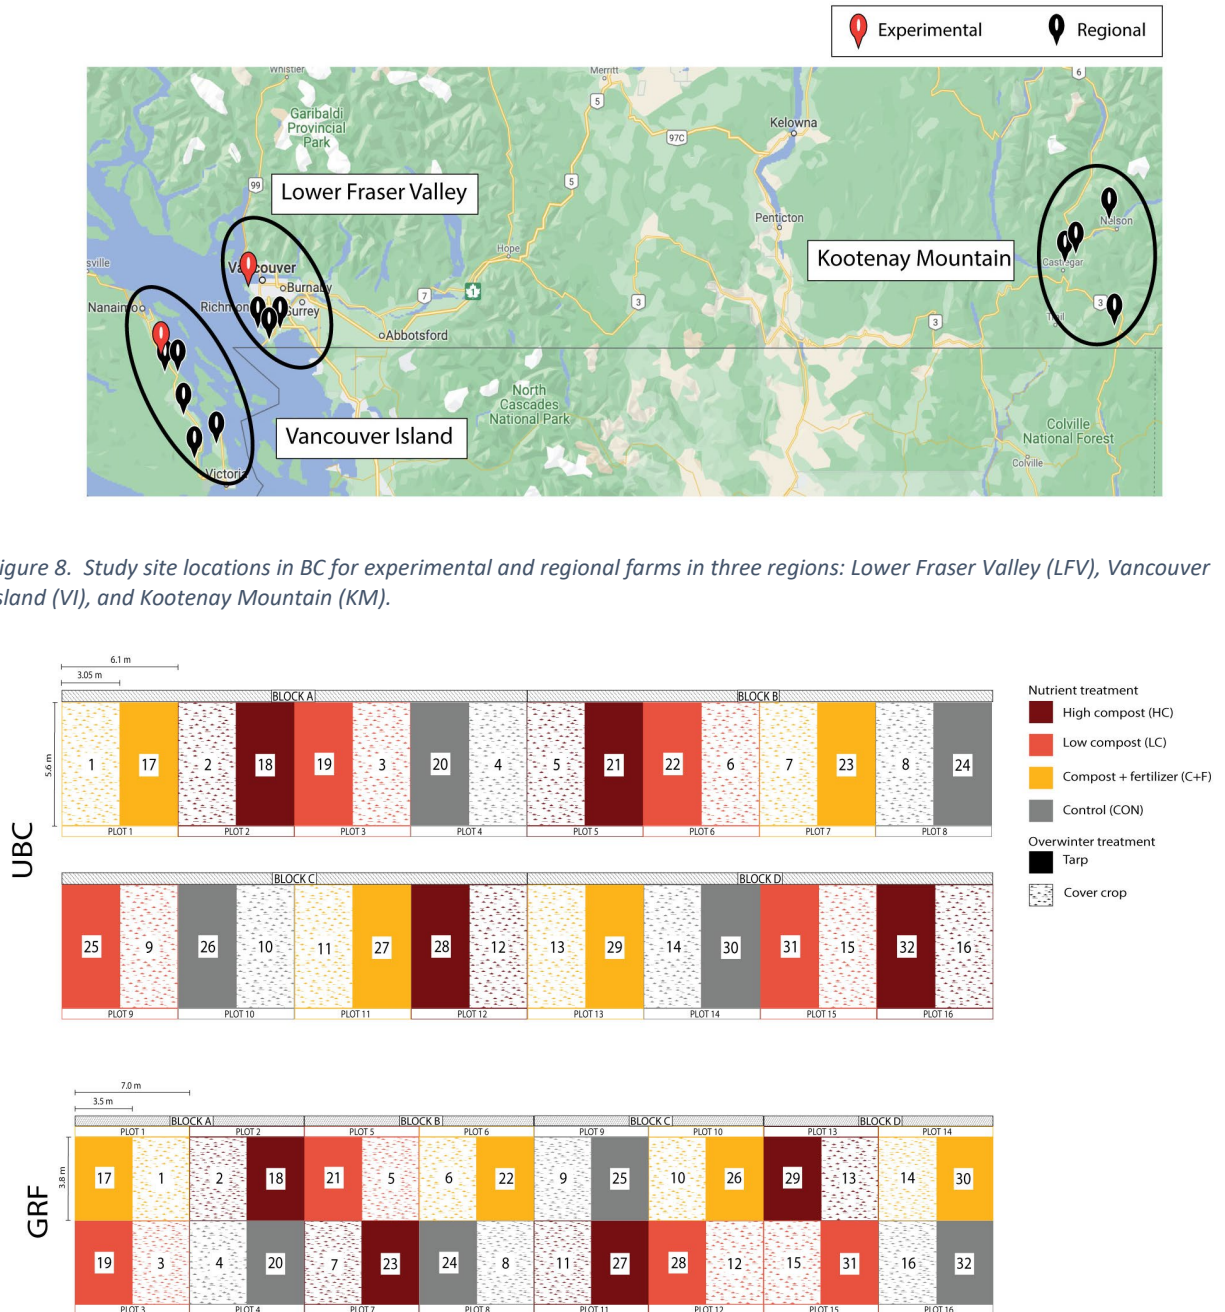 Experimental
Regional
Whistler
Merritt
6
Garibaldi
Provincial
Park
5
Kelowna
97C
99
5
Lower Fraser Valley
Nelson
Penticton
Hope
Kootenay Mountain
Castlegar
Vancouver
sville
Burnaby
Nanaimo
Richmon
Surrey
7
1
3
3
3
Trail
Abbotsford
North
Cascades
National Park
Vancouver Island
Colville
National Forest
Colville
Victoria
igure 8. Study site locations in BC for experimental and regional farms in three regions: Lower Fraser Valley (LFV), Vancouver
sland (VI), and Kootenay Mountain (KM).
6.1 m
3.05 m
BLOCK A
BLOCK B
5.6 m
1 17 2 18 19 3 20 4 5 21 22 6 7 23 8 24
PLOT 1 PLOT 2 PLOT 3 PLOT 4 PLOT 5 PLOT 6 PLOT 7 PLOT 8
UBC
BLOCK C
BLOCK D
25 9 26 10 11 27 28 12 13 29 14 30 31 15 32 16
PLOT 9 PLOT 10 PLOT 11 PLOT 12 PLOT 13 PLOT 14 PLOT 15 PLOT 16
Nutrient treatment
High compost (HC)
Low compost (LC)
Compost + fertilizer (C+F)
Control (CON)
Overwinter treatment
Tarp
Cover crop
7.0 m
3.5 m
BLOCK A BLOCK B BLOCK C BLOCK D
PLOT 1 PLOT 2 PLOT 5 PLOT 6 PLOT 9 PLOT 10 PLOT 13 PLOT 14
3.8 m
17 1 2 18 21 5 6 22 9 25 10 26 29 13 14 30
GRF
19 3 4 20 7 23 24 8 11 27 28 12 15 31 16 32
PLOT 3 PLOT 4 PLOT 7 PLOT 8 PLOT 11 PLOT 12 PLOT 15 PLOT 16